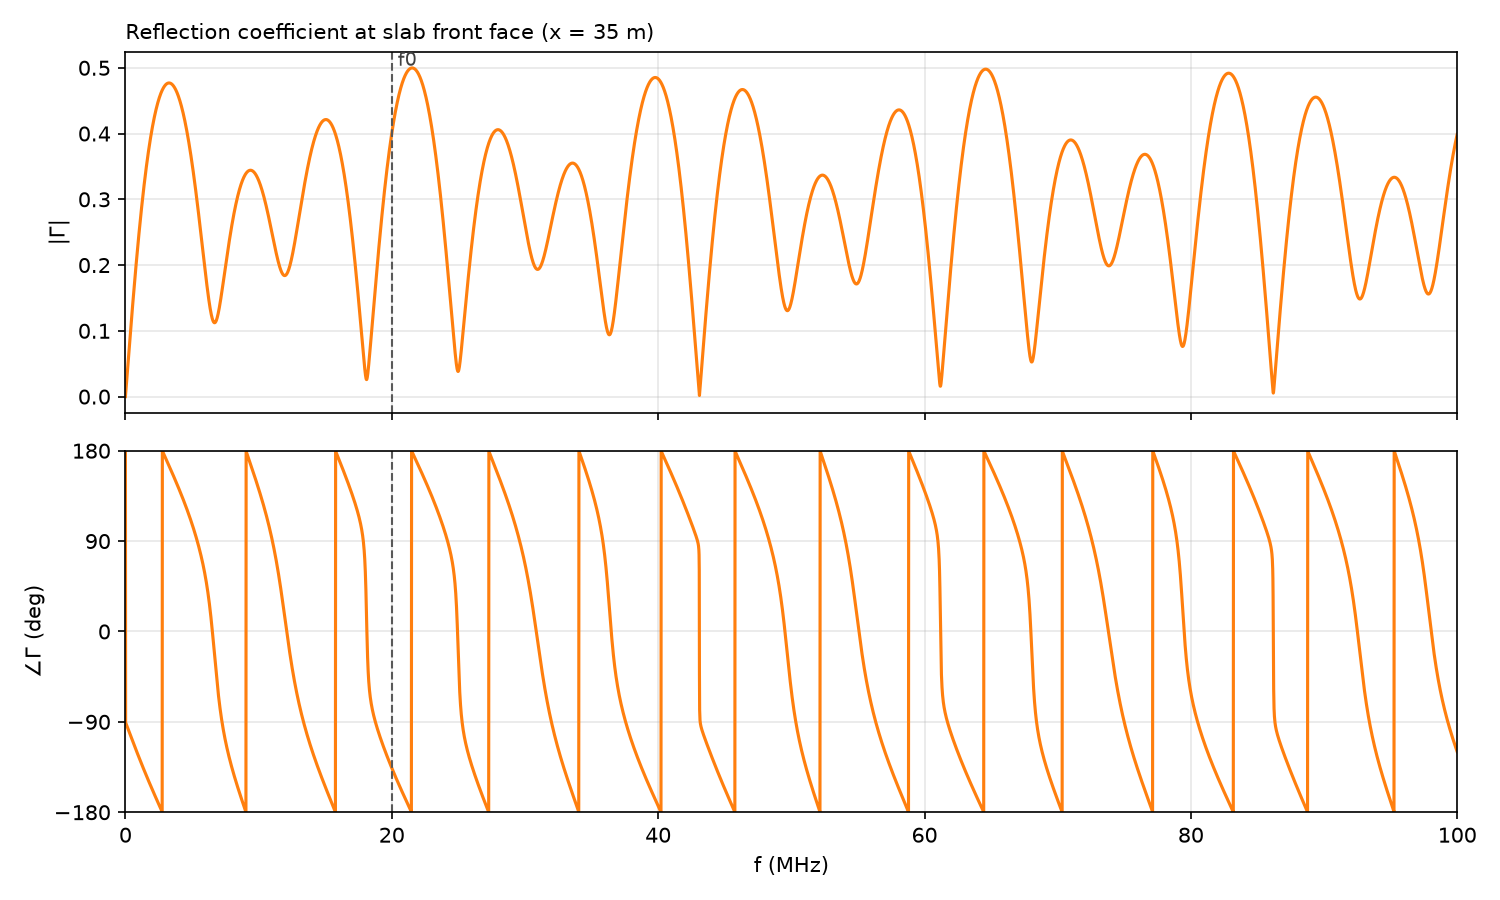 Reflection coefficient at slab front face (x = 35 m)
f0
|Γ|
0.5
0.4
0.3
0.2
0.1
0.0
∠Γ (deg)
180
90
0
−90
−180
0 20 40 60 80 100
f (MHz)